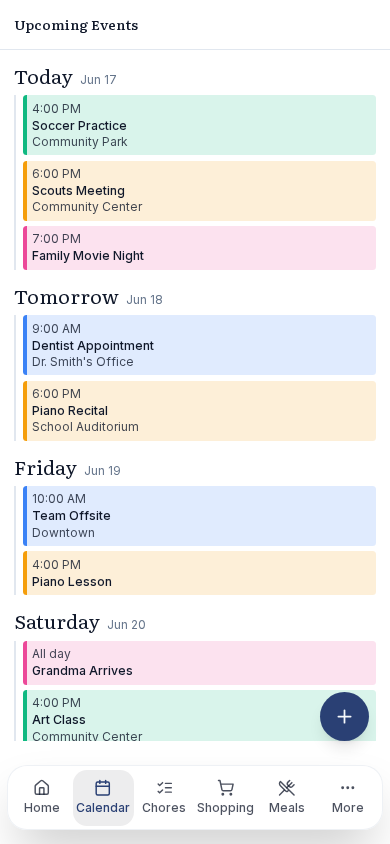 Upcoming Events
Today Jun 17
4:00 PM
Soccer Practice
Community Park
6:00 PM
Scouts Meeting
Community Center
7:00 PM
Family Movie Night
Tomorrow Jun 18
9:00 AM
Dentist Appointment
Dr. Smith's Office
6:00 PM
Piano Recital
School Auditorium
Friday Jun 19
10:00 AM
Team Offsite
Downtown
4:00 PM
Piano Lesson
Saturday Jun 20
All day
Grandma Arrives
4:00 PM
Art Class
Community Center
Home Calendar Chores Shopping Meals More